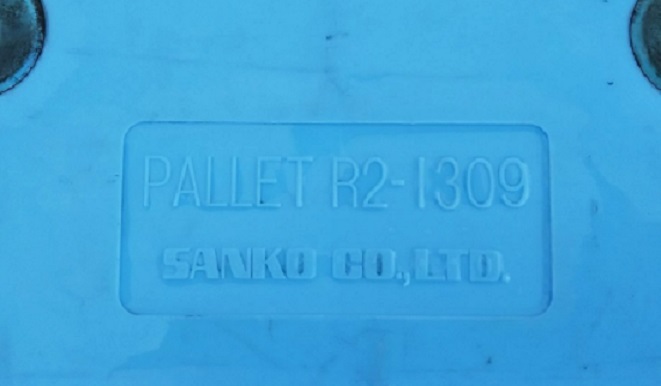 PALLET R2-1309
SANKO CO.,LTD.